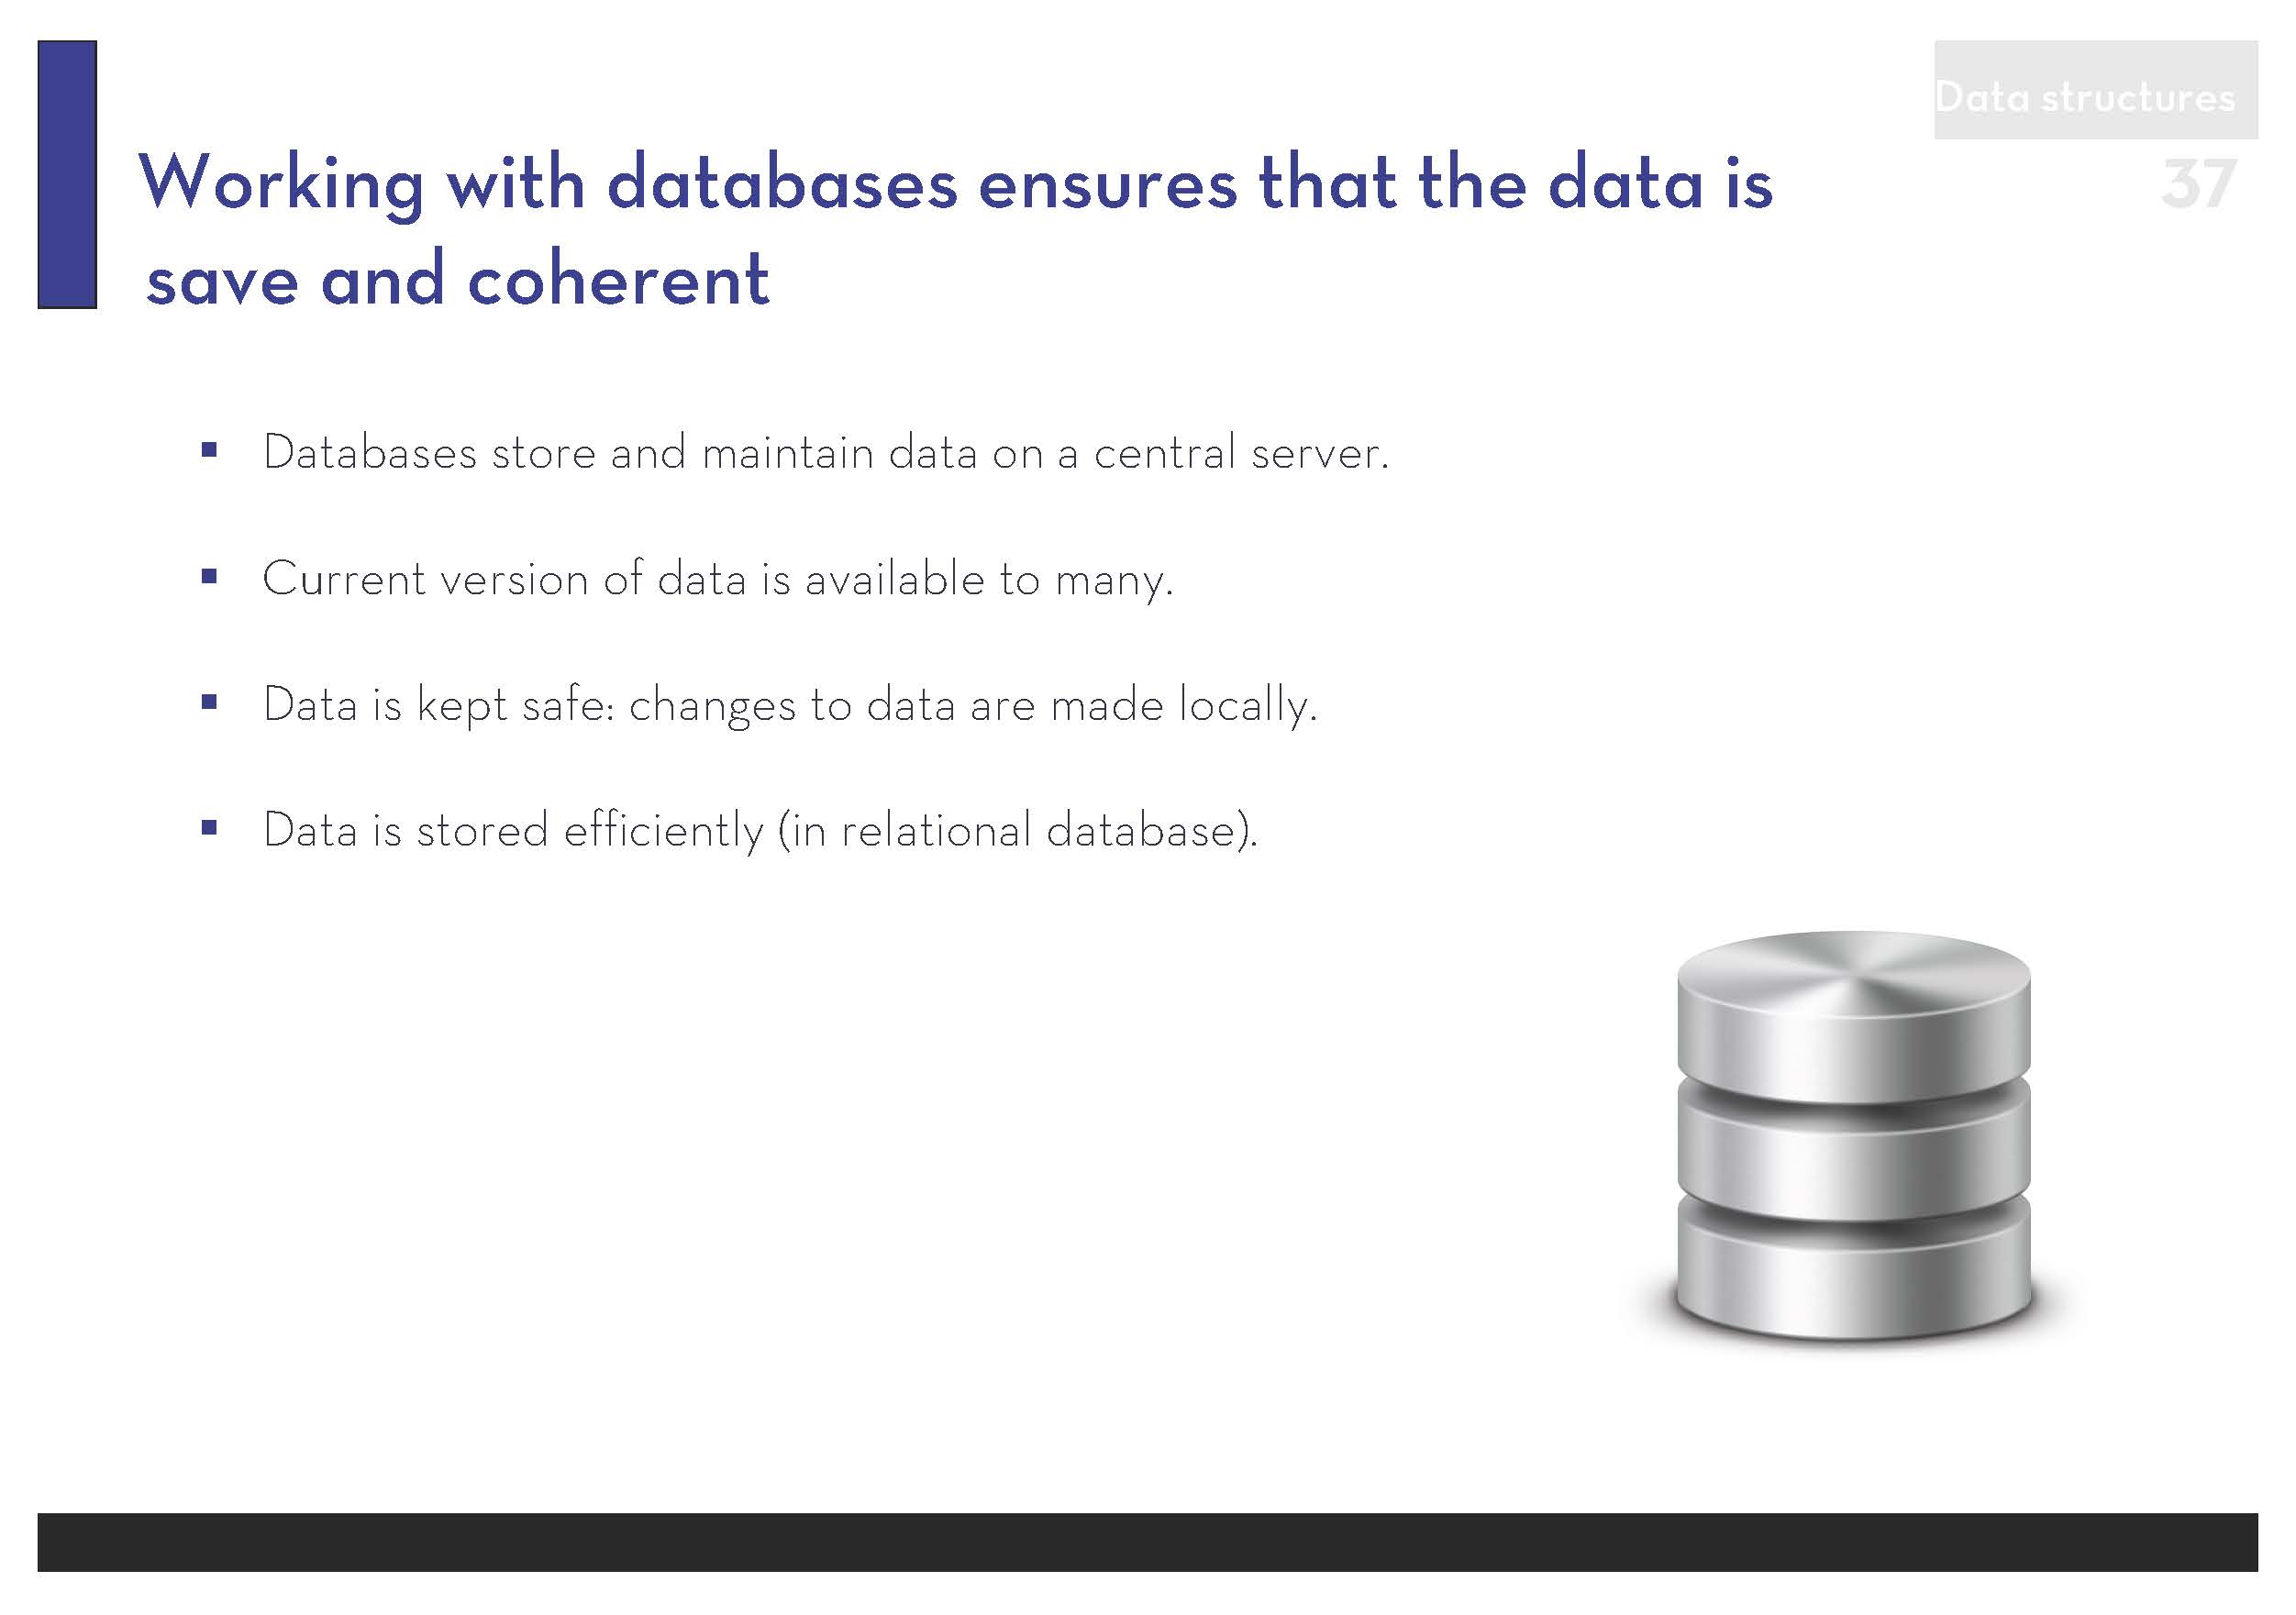 Data structures
37
Working with databases ensures that the data is
save and coherent
▪ Databases store and maintain data on a central server.
▪ Current version of data is available to many.
▪ Data is kept safe: changes to data are made locally.
▪ Data is stored efficiently (in relational database).